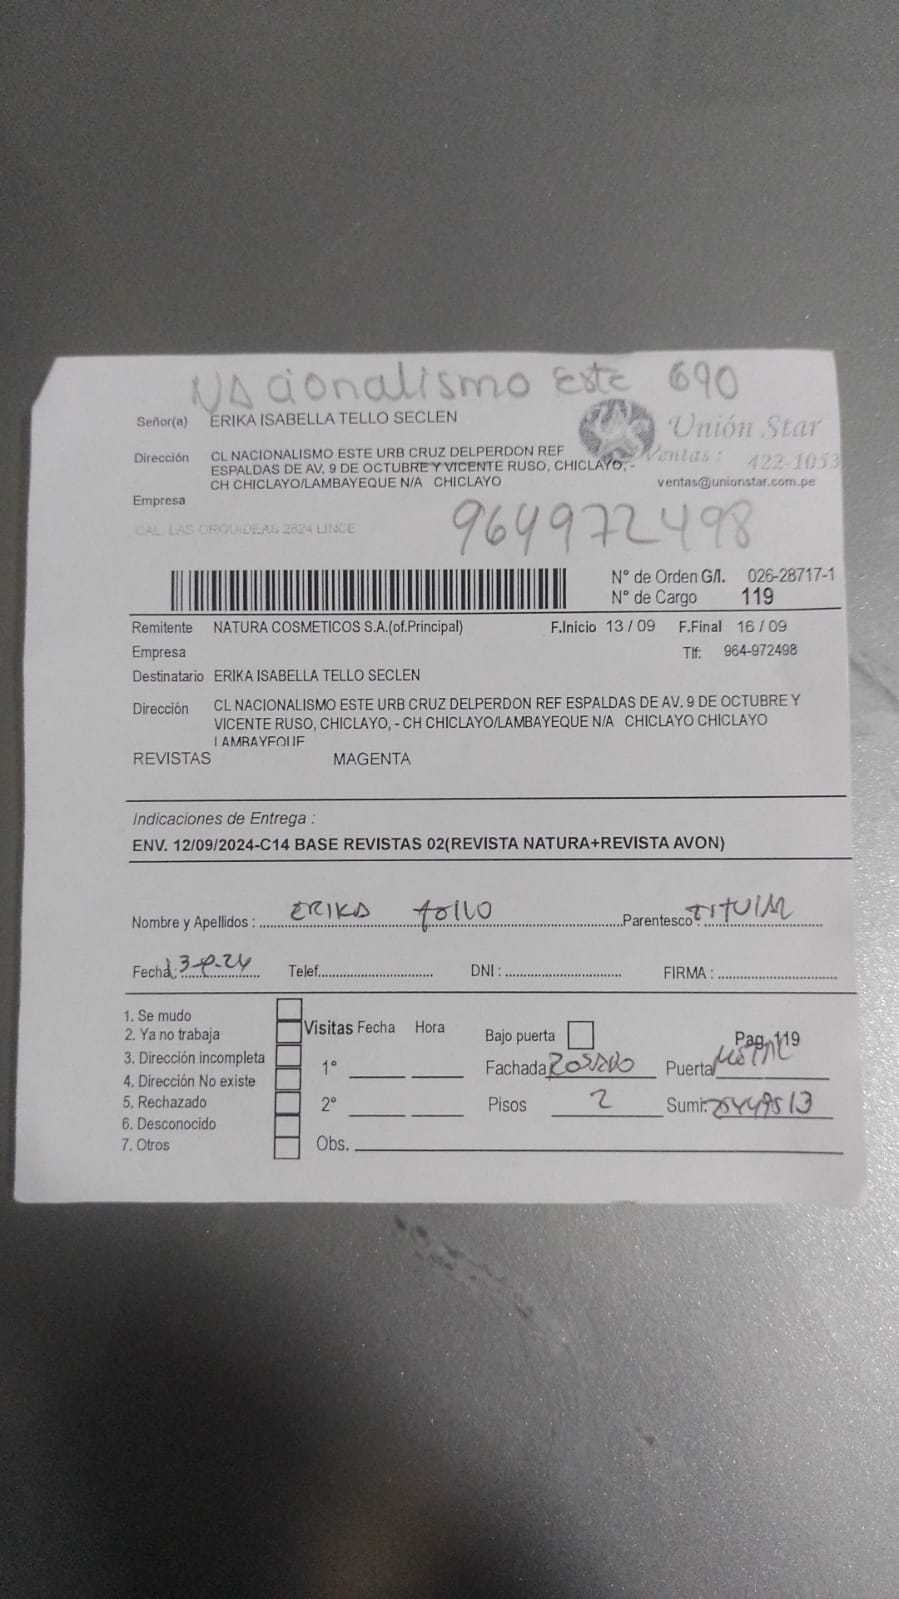 NAcionalismo Este 690
Señor(a) ERIKA ISABELLA TELLO SECLEN
Unión Star
Dirección CL NACIONALISMO ESTE URB CRUZ DELPERDON REF
ESPALDAS DE AV, 9 DE OCTUBRE Y VICENTE RUSO, CHICLAYO, -
CH CHICLAYO/LAMBAYEQUE N/A CHICLAYO
Ventas : 422-1053
ventas@unionstar.com.pe
Empresa
CAL. LAS ORQUIDEAS 2624 LINCE
964972498
N° de Orden G/I. 026-28717-1
N° de Cargo 119
Remitente NATURA COSMETICOS S.A.(of.Principal) F.Inicio 13 / 09 F.Final 16 / 09
Empresa Tlf: 964-972498
Destinatario ERIKA ISABELLA TELLO SECLEN
Dirección CL NACIONALISMO ESTE URB CRUZ DELPERDON REF ESPALDAS DE AV. 9 DE OCTUBRE Y
VICENTE RUSO, CHICLAYO, - CH CHICLAYO/LAMBAYEQUE N/A CHICLAYO CHICLAYO
LAMBAYEQUE
REVISTAS MAGENTA
Indicaciones de Entrega :
ENV. 12/09/2024-C14 BASE REVISTAS 02(REVISTA NATURA+REVISTA AVON)
Nombre y Apellidos : ERIKA Tello Parentesco : TITULAR
Fecha: 13-9-24 Telef. DNI : FIRMA :
1. Se mudo
2. Ya no trabaja
3. Dirección incompleta
4. Dirección No existe
5. Rechazado
6. Desconocido
7. Otros
Visitas Fecha Hora
1°
2°
Obs.
Bajo puerta Pag. 119
Fachada ROSADO Puerta Metal
Pisos 2 Sumi: